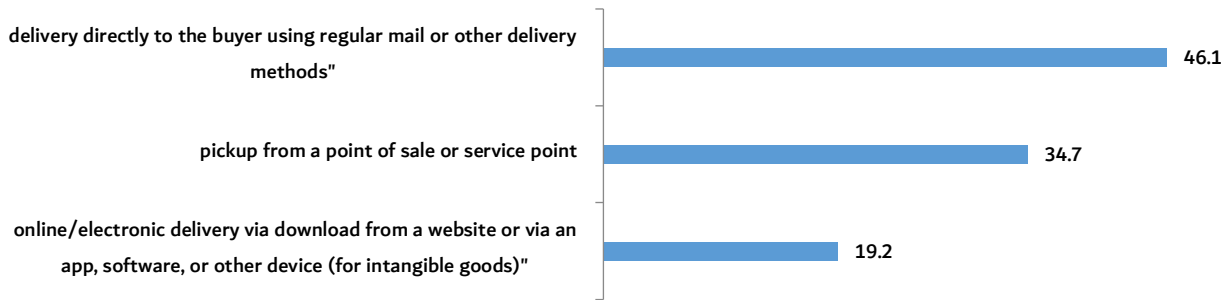 delivery directly to the buyer using regular mail or other delivery
methods"
46.1
pickup from a point of sale or service point
34.7
online/electronic delivery via download from a website or via an
app, software, or other device (for intangible goods)"
19.2